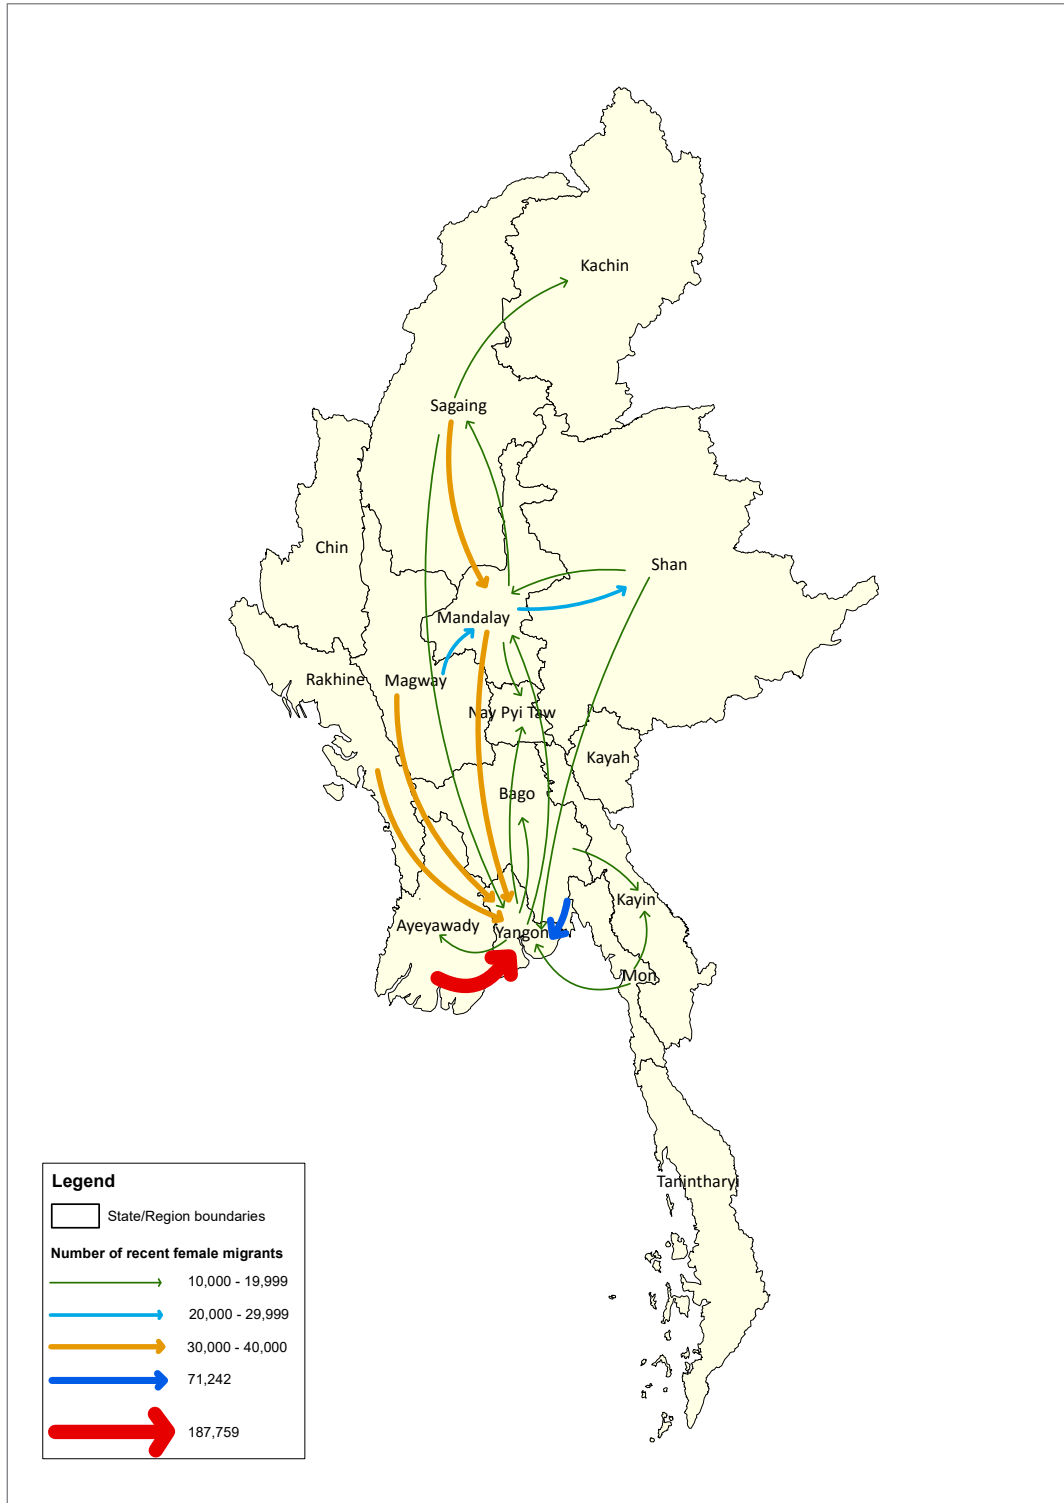 Kachin
Sagaing
Chin
Shan
Mandalay
Rakhine
Magway
Nay Pyi Taw
Kayah
Bago
Kayin
Ayeyawady
Yangon
Mon
Tanintharyi
Legend
State/Region boundaries
Number of recent female migrants
10,000 - 19,999
20,000 - 29,999
30,000 - 40,000
71,242
187,759